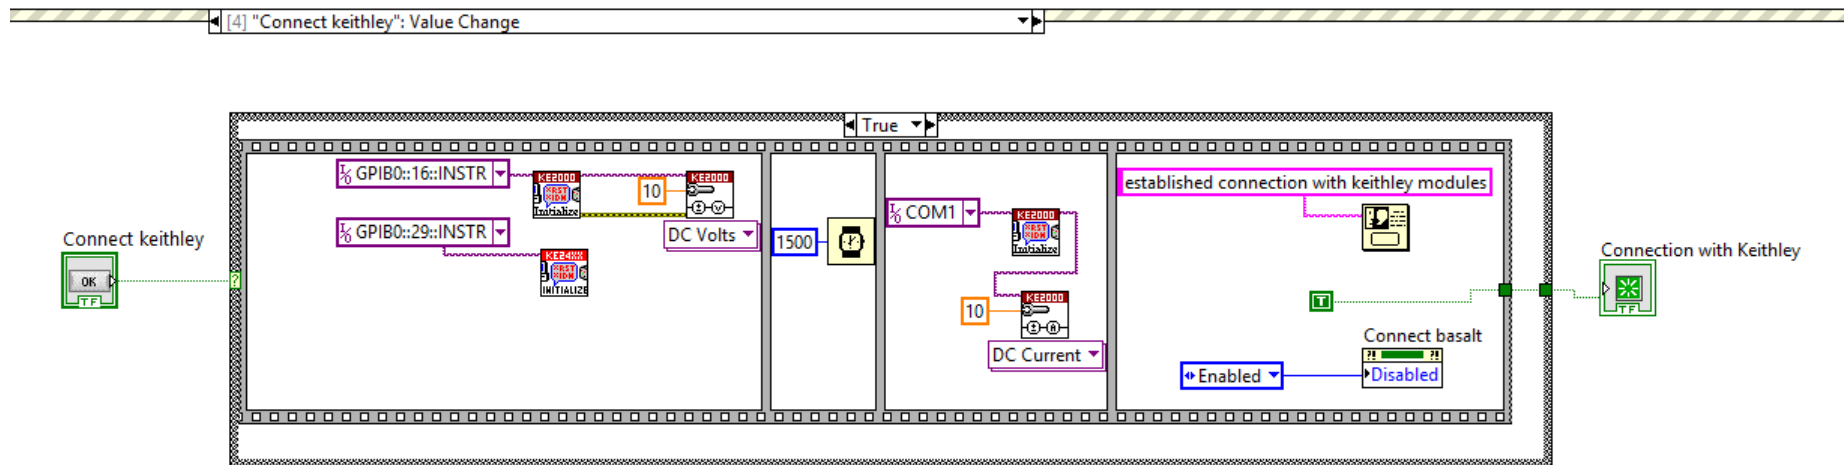 [4] "Connect keithley": Value Change
True
GPIB0::16::INSTR
KE2000
Initialize
10
KE2000
DC Volts
GPIB0::29::INSTR
KE24XX
INITIALIZE
1500
COM1
KE2000
Initialize
10
KE2000
DC Current
established connection with keithley modules
T
Connect basalt
Enabled
Disabled
Connect keithley
OK
TF
?
Connection with Keithley
TF